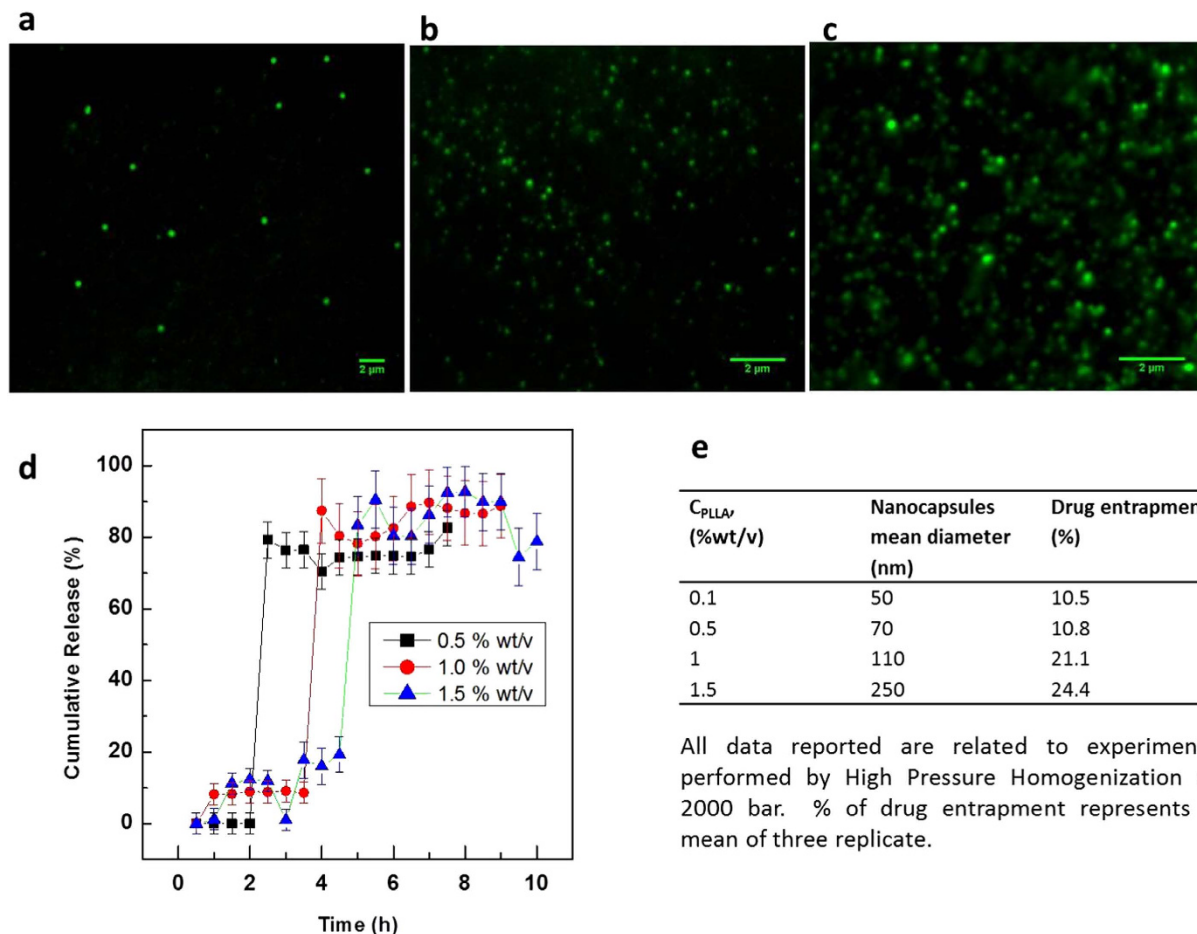 a
b
c
2 µm
2 µm
2 µm
d
100
80
60
40
20
0
Cumulative Release (%)
0.5 % wt/v
1.0 % wt/v
1.5 % wt/v
0 2 4 6 8 10
Time (h)
e
C_PLLA, Nanocapsules Drug entrapmen
(%wt/v) mean diameter (%)
(nm)
0.1 50 10.5
0.5 70 10.8
1 110 21.1
1.5 250 24.4
All data reported are related to experimen
performed by High Pressure Homogenization
2000 bar. % of drug entrapment represents
mean of three replicate.